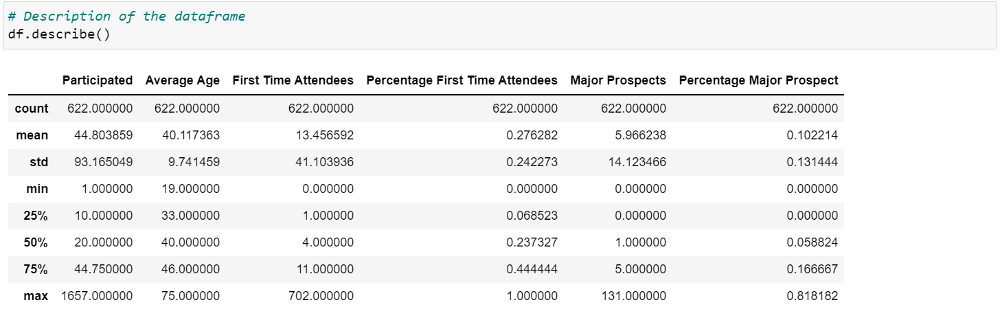 # Description of the dataframe
df.describe()
Participated Average Age First Time Attendees Percentage First Time Attendees Major Prospects Percentage Major Prospect
count 622.000000 622.000000 622.000000 622.000000 622.000000 622.000000
mean 44.803859 40.117363 13.456592 0.276282 5.966238 0.102214
std 93.165049 9.741459 41.103936 0.242273 14.123466 0.131444
min 1.000000 19.000000 0.000000 0.000000 0.000000 0.000000
25% 10.000000 33.000000 1.000000 0.068523 0.000000 0.000000
50% 20.000000 40.000000 4.000000 0.237327 1.000000 0.058824
75% 44.750000 46.000000 11.000000 0.444444 5.000000 0.166667
max 1657.000000 75.000000 702.000000 1.000000 131.000000 0.818182